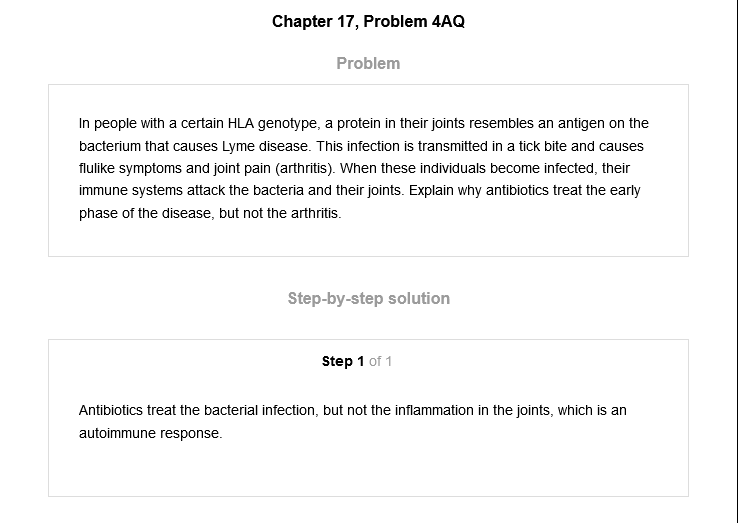 Chapter 17, Problem 4AQ
Problem
In people with a certain HLA genotype, a protein in their joints resembles an antigen on the
bacterium that causes Lyme disease. This infection is transmitted in a tick bite and causes
flulike symptoms and joint pain (arthritis). When these individuals become infected, their
immune systems attack the bacteria and their joints. Explain why antibiotics treat the early
phase of the disease, but not the arthritis.
Step-by-step solution
Step 1 of 1
Antibiotics treat the bacterial infection, but not the inflammation in the joints, which is an
autoimmune response.